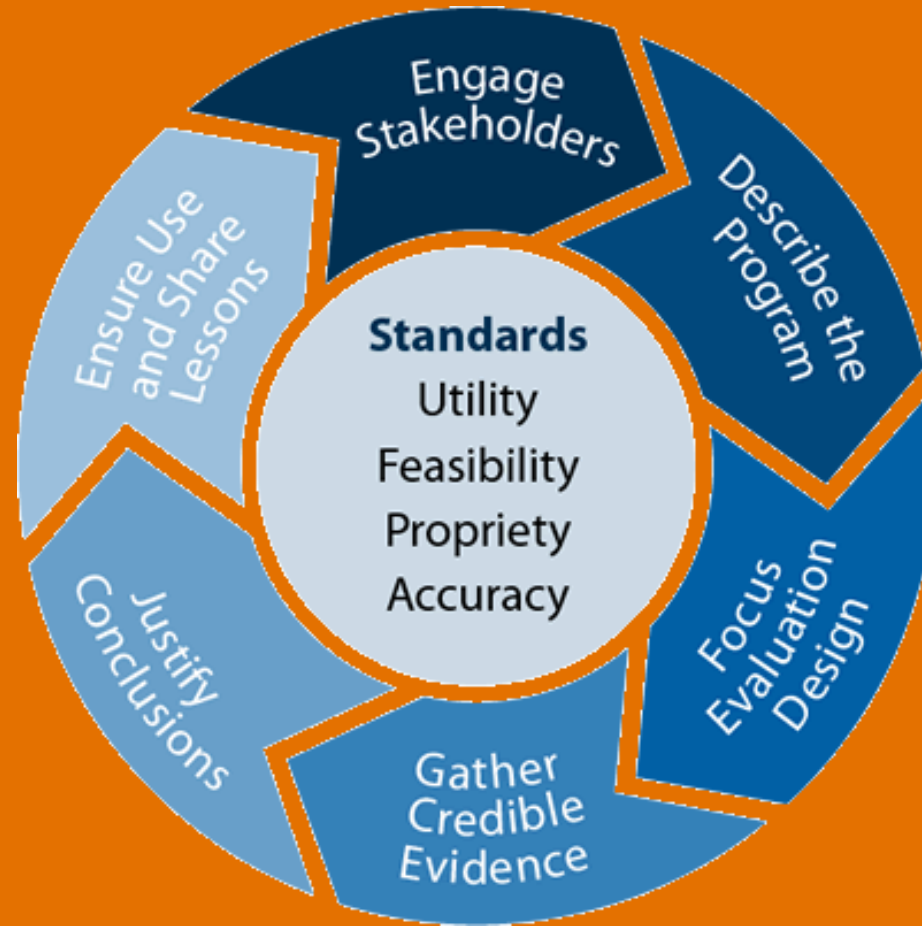 Engage
Stakeholders
Describe the
Program
Focus
Evaluation
Design
Gather
Credible
Evidence
Justify
Conclusions
Ensure Use
and Share
Lessons
Standards
Utility
Feasibility
Propriety
Accuracy